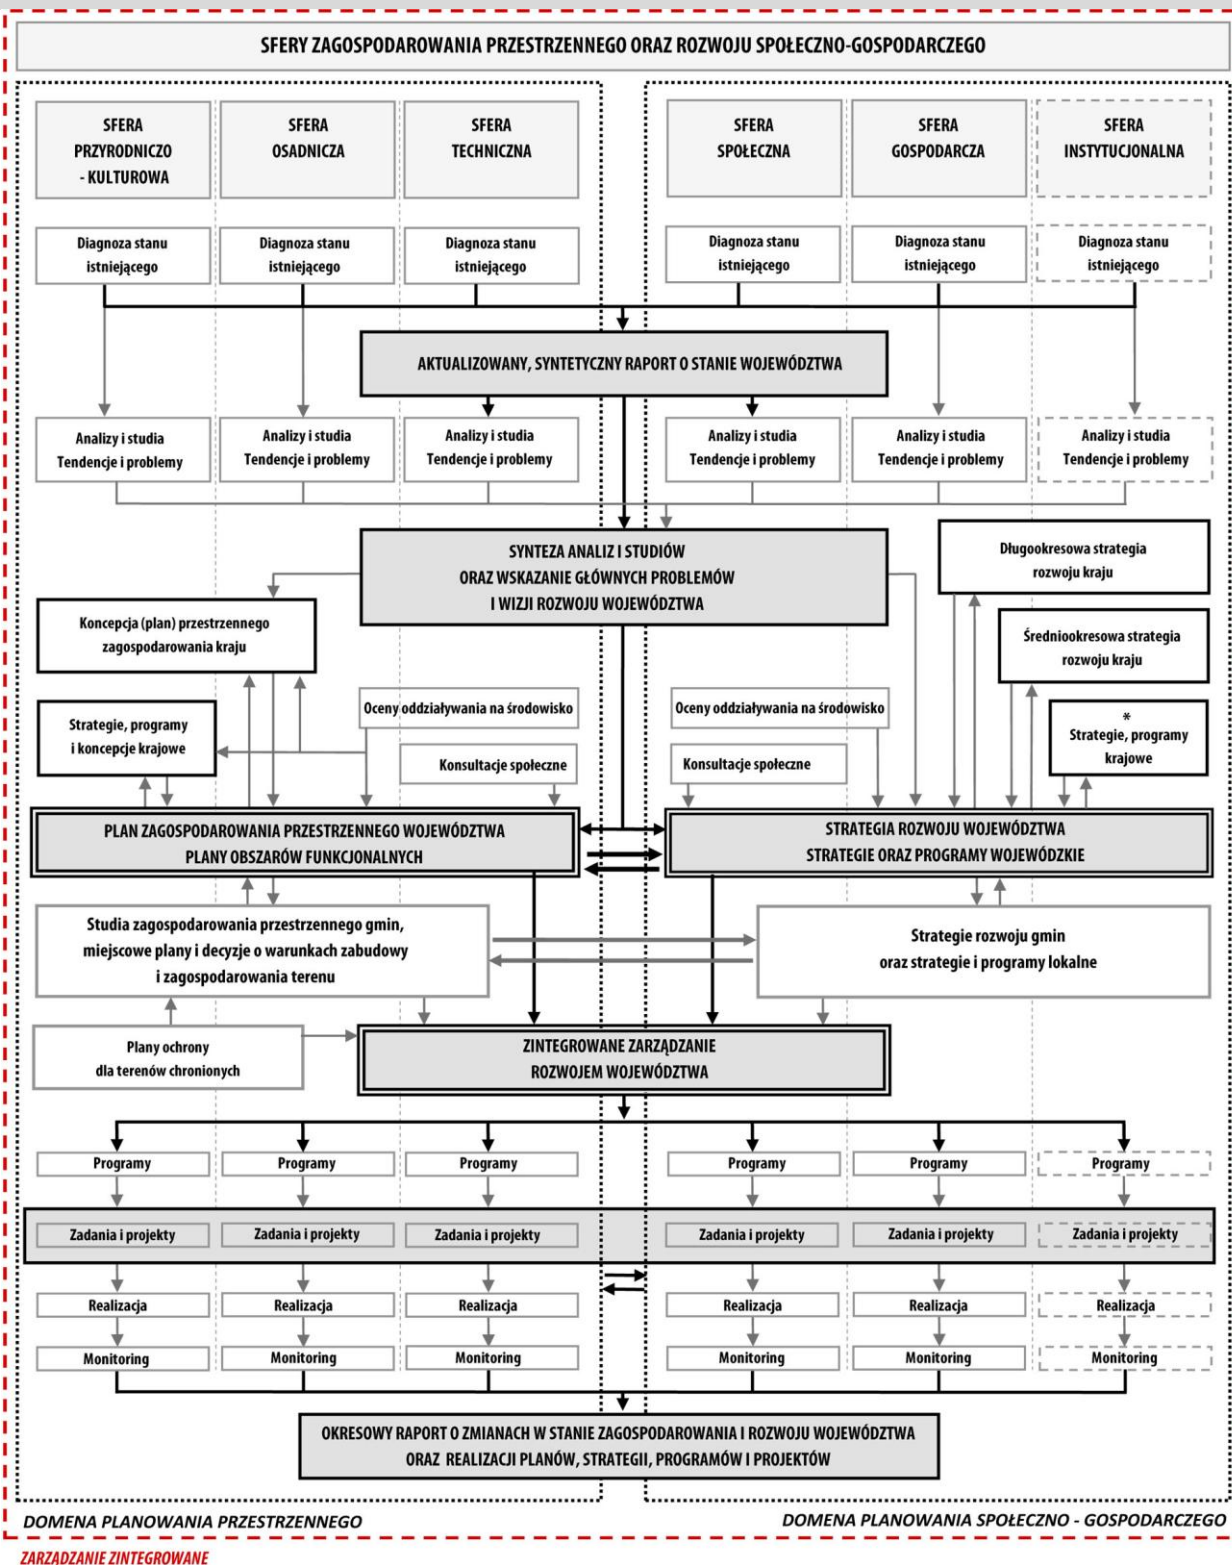 SFERY ZAGOSPODAROWANIA PRZESTRZENNEGO ORAZ ROZWOJU SPOŁECZNO-GOSPODARCZEGO
SFERA
PRZYRODNICZO
- KULTUROWA
SFERA
OSADNICZA
SFERA
TECHNICZNA
SFERA
SPOŁECZNA
SFERA
GOSPODARCZA
SFERA
INSTYTUCJONALNA
Diagnoza stanu
istniejącego
Diagnoza stanu
istniejącego
Diagnoza stanu
istniejącego
Diagnoza stanu
istniejącego
Diagnoza stanu
istniejącego
Diagnoza stanu
istniejącego
AKTUALIZOWANY, SYNTETYCZNY RAPORT O STANIE WOJEWÓDZTWA
Analizy i studia
Tendencje i problemy
Analizy i studia
Tendencje i problemy
Analizy i studia
Tendencje i problemy
Analizy i studia
Tendencje i problemy
Analizy i studia
Tendencje i problemy
Analizy i studia
Tendencje i problemy
SYNTEZA ANALIZ I STUDIÓW
ORAZ WSKAZANIE GŁÓWNYCH PROBLEMÓW
I WIZJI ROZWOJU WOJEWÓDZTWA
Długookresowa strategia
rozwoju kraju
Koncepcja (plan) przestrzennego
zagospodarowania kraju
Średniookresowa strategia
rozwoju kraju
Strategie, programy
i koncepcje krajowe
Oceny oddziaływania na środowisko
Konsultacje społeczne
Oceny oddziaływania na środowisko
Konsultacje społeczne
*
Strategie, programy
krajowe
PLAN ZAGOSPODAROWANIA PRZESTRZENNEGO WOJEWÓDZTWA
PLANY OBSZARÓW FUNKCJONALNYCH
STRATEGIA ROZWOJU WOJEWÓDZTWA
STRATEGIE ORAZ PROGRAMY WOJEWÓDZKIE
Studia zagospodarowania przestrzennego gmin,
miejscowe plany i decyzje o warunkach zabudowy
i zagospodarowania terenu
Strategie rozwoju gmin
oraz strategie i programy lokalne
Plany ochrony
dla terenów chronionych
ZINTEGROWANE ZARZĄDZANIE
ROZWOJEM WOJEWÓDZTWA
Programy
Programy
Programy
Programy
Programy
Programy
Zadania i projekty
Zadania i projekty
Zadania i projekty
Zadania i projekty
Zadania i projekty
Zadania i projekty
Realizacja
Realizacja
Realizacja
Realizacja
Realizacja
Realizacja
Monitoring
Monitoring
Monitoring
Monitoring
Monitoring
Monitoring
OKRESOWY RAPORT O ZMIANACH W STANIE ZAGOSPODAROWANIA I ROZWOJU WOJEWÓDZTWA
ORAZ REALIZACJI PLANÓW, STRATEGII, PROGRAMÓW I PROJEKTÓW
DOMENA PLANOWANIA PRZESTRZENNEGO
DOMENA PLANOWANIA SPOŁECZNO - GOSPODARCZEGO
ZARZĄDZANIE ZINTEGROWANE